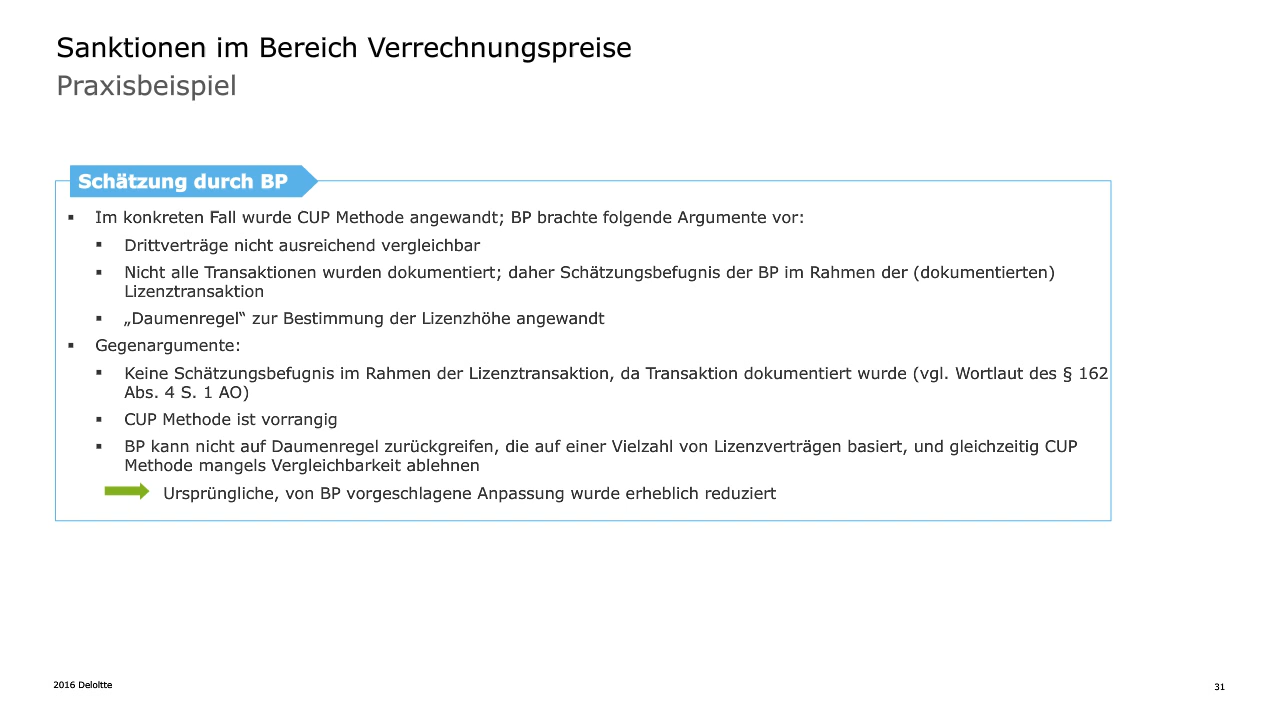 Sanktionen im Bereich Verrechnungspreise
Praxisbeispiel
Schätzung durch BP
▪ Im konkreten Fall wurde CUP Methode angewandt; BP brachte folgende Argumente vor:
▪ Drittverträge nicht ausreichend vergleichbar
▪ Nicht alle Transaktionen wurden dokumentiert; daher Schätzungsbefugnis der BP im Rahmen der (dokumentierten)
Lizenztransaktion
▪ „Daumenregel“ zur Bestimmung der Lizenzhöhe angewandt
▪ Gegenargumente:
▪ Keine Schätzungsbefugnis im Rahmen der Lizenztransaktion, da Transaktion dokumentiert wurde (vgl. Wortlaut des § 162
Abs. 4 S. 1 AO)
▪ CUP Methode ist vorrangig
▪ BP kann nicht auf Daumenregel zurückgreifen, die auf einer Vielzahl von Lizenzverträgen basiert, und gleichzeitig CUP
Methode mangels Vergleichbarkeit ablehnen
Ursprüngliche, von BP vorgeschlagene Anpassung wurde erheblich reduziert
2016 Deloitte
31